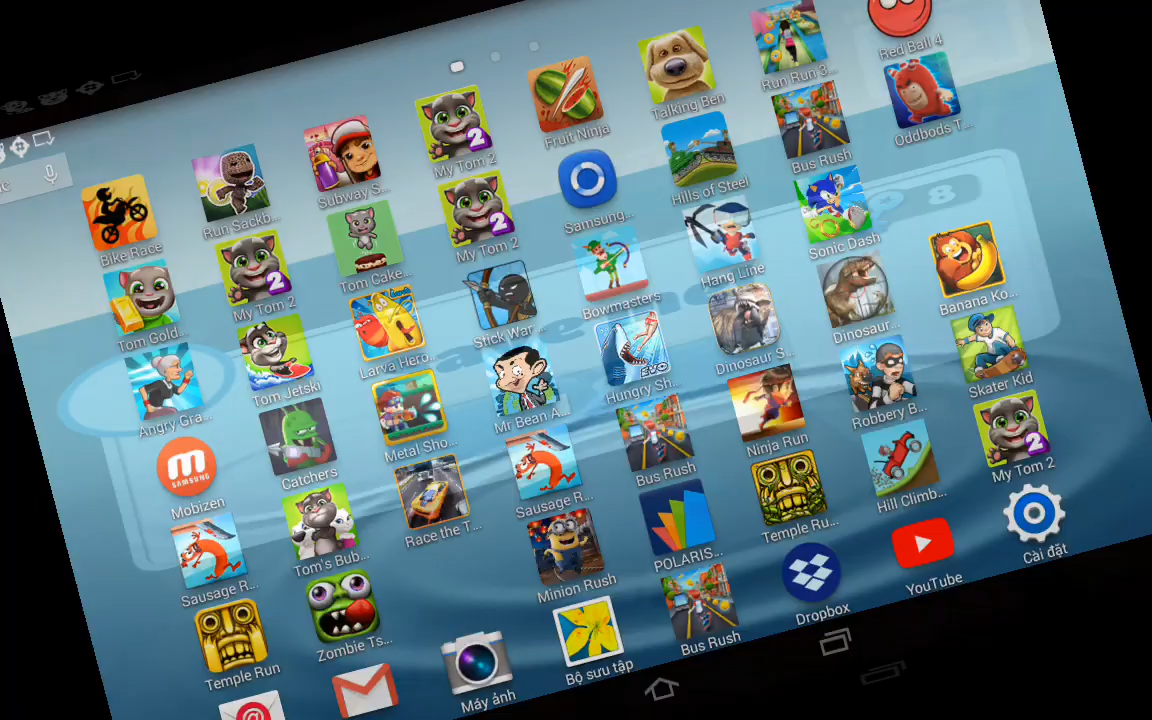 Bike Race
Run Sackb...
Subway S...
My Tom 2
Fruit Ninja
Talking Ben
Run Run 3...
Red Ball 4
Tom Gold...
My Tom 2
Tom Cake...
My Tom 2
Samsung...
Hills of Steel
Bus Rush
Oddbods T...
Angry Gra...
Tom Jetski
Larva Hero...
Stick War ...
Bowmasters
Hang Line
Sonic Dash
Mobizen
Catchers
Metal Sho...
Mr Bean A...
Hungry Sh...
Dinosaur S...
Dinosaur...
Banana Ko...
Sausage R...
Tom's Bub...
Race the T...
Sausage R...
Bus Rush
Ninja Run
Robbery B...
Skater Kid
Temple Run
Zombie Ts...
Minion Rush
POLARIS...
Temple Ru...
Hill Climb...
My Tom 2
Máy ảnh
Bộ sưu tập
Bus Rush
Dropbox
YouTube
Cài đặt